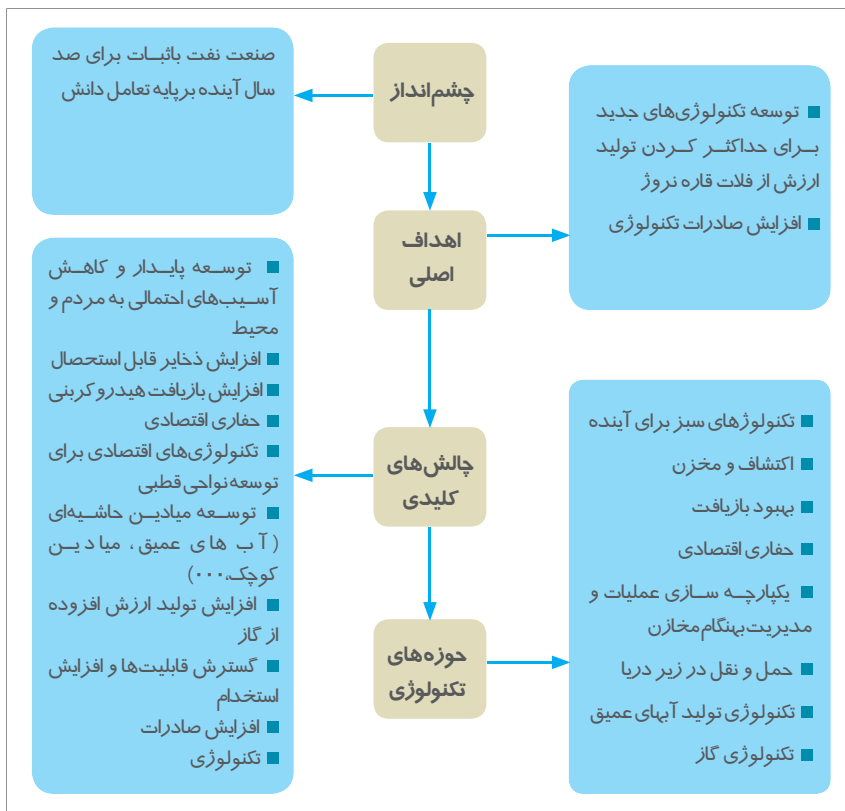 چشم‌انداز
صنعت نفت باثبات برای صد
سال آینده برپایه تعامل دانش
اهداف
اصلی
■ توسعه تکنولوژی‌های جدید
برای حداکثر کردن تولید
ارزش از فلات قاره نروژ
■ افزایش صادرات تکنولوژی
چالش‌های
کلیدی
■ توسعه پایدار و کاهش
آسیب‌های احتمالی به مردم و
محیط
■ افزایش ذخایر قابل استحصال
■ افزایش بازیافت هیدروکربنی
■ حفاری اقتصادی
■ تکنولوژی‌های اقتصادی برای
توسعه نواحی قطبی
■ توسعه میادین حاشیه‌ای
(آب های عمیق، میادین
کوچک،...)
■ افزایش تولید ارزش افزوده
از گاز
■ گسترش قابلیت‌ها و افزایش
استخدام
■ افزایش صادرات
■ تکنولوژی
حوزه‌های
تکنولوژی
■ تکنولوژهای سبز برای آینده
■ اکتشاف و مخزن
■ بهبود بازیافت
■ حفاری اقتصادی
■ یکپارچه سازی عملیات و
مدیریت بهنگام مخازن
■ حمل و نقل در زیر دریا
■ تکنولوژی تولید آبهای عمیق
■ تکنولوژی گاز